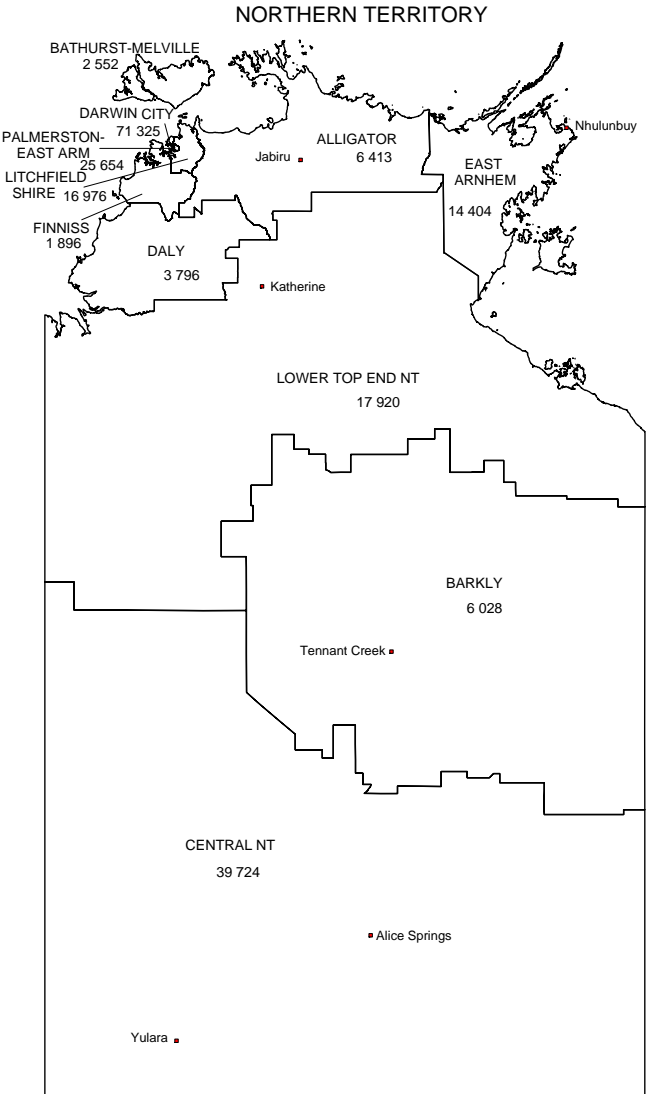 NORTHERN TERRITORY
BATHURST-MELVILLE
2 552
DARWIN CITY
71 325
PALMERSTON-
EAST ARM
25 654
LITCHFIELD
SHIRE 16 976
FINNISS
1 896
ALLIGATOR
6 413
Jabiru
Nhulunbuy
EAST
ARNHEM
14 404
DALY
3 796
Katherine
LOWER TOP END NT
17 920
BARKLY
6 028
Tennant Creek
CENTRAL NT
39 724
Alice Springs
Yulara